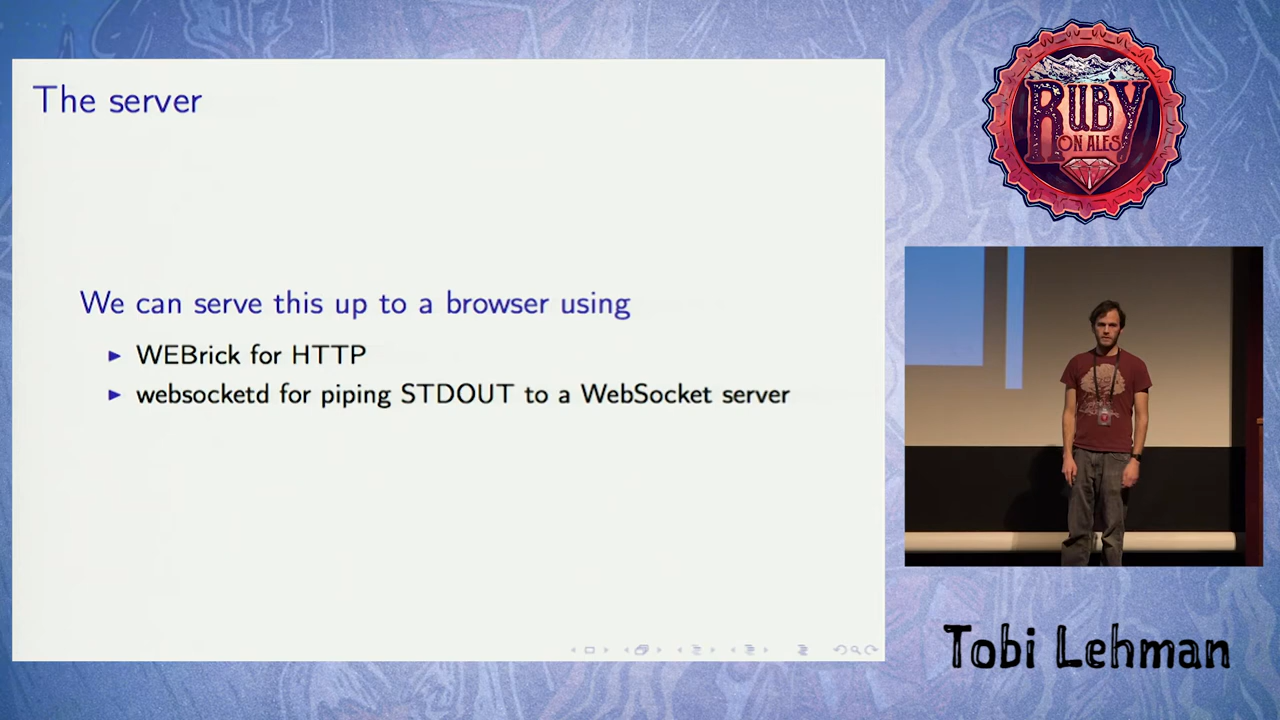 The server
We can serve this up to a browser using
WEBrick for HTTP
websocketd for piping STDOUT to a WebSocket server
RUBY
ON ALES
Tobi Lehman